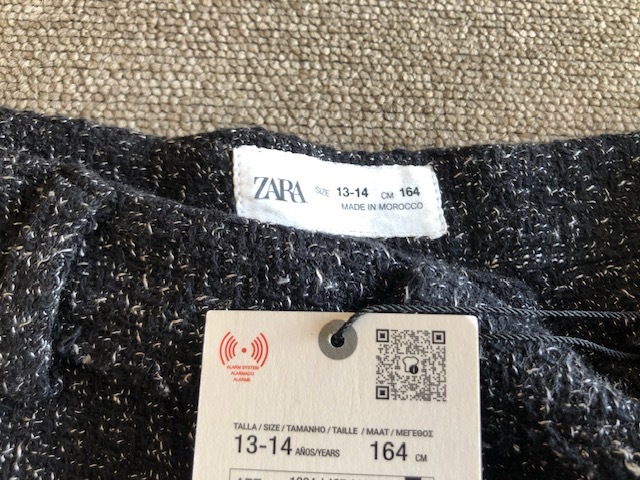 ZARA SIZE 13-14 CM 164
MADE IN MOROCCO
ALARM SYSTEM
ALARMADO
ALARME
TALLA / SIZE / TAMANHO / TAILLE / MAAT / ΜΕΓΕΘΟΣ
13-14 AÑOS/YEARS 164 CM